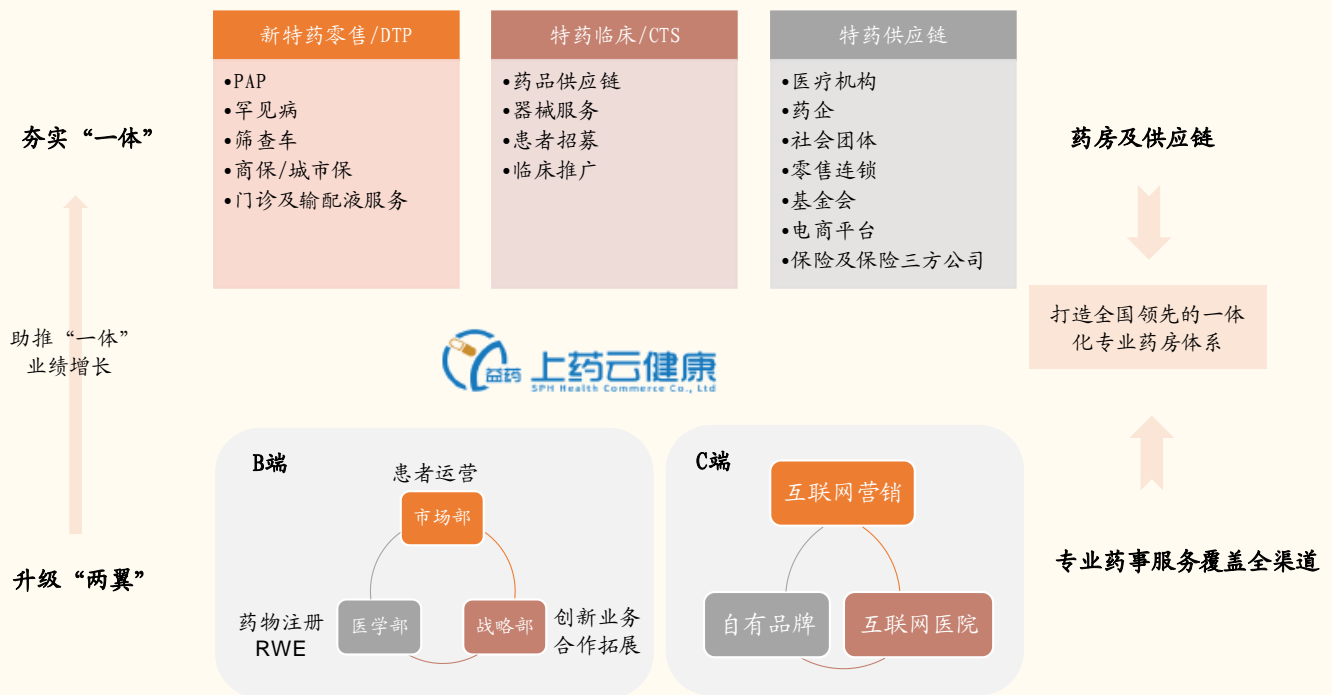 新特药零售/DTP
•PAP
•罕见病
•筛查车
•商保/城市保
•门诊及输配液服务
特药临床/CTS
•药品供应链
•器械服务
•患者招募
•临床推广
特药供应链
•医疗机构
•药企
•社会团体
•零售连锁
•基金会
•电商平台
•保险及保险三方公司
夯实“一体”
助推“一体”
业绩增长
升级“两翼”
药房及供应链
打造全国领先的一体
化专业药房体系
专业药事服务覆盖全渠道
益药
上药云健康
SPH Health Commerce Co., Ltd
B端
患者运营
市场部
药物注册
RWE
医学部
战略部
创新业务
合作拓展
C端
互联网营销
自有品牌
互联网医院